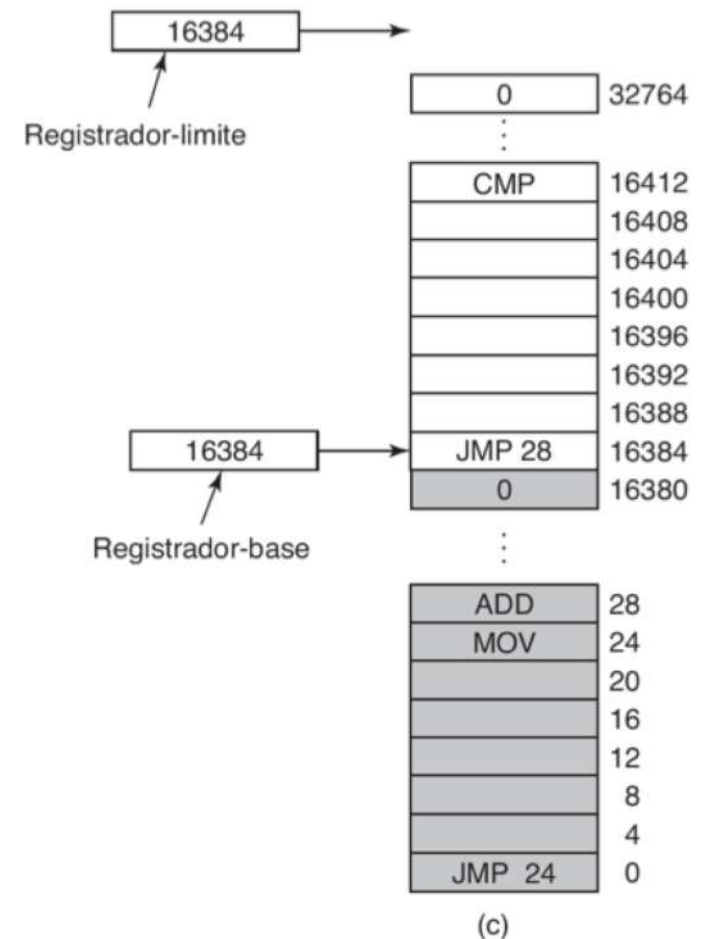 16384
Registrador-limite
0 32764
CMP 16412
16408
16404
16400
16396
16392
16388
16384 JMP 28 16384
0 16380
Registrador-base
ADD 28
MOV 24
20
16
12
8
4
JMP 24 0
(c)